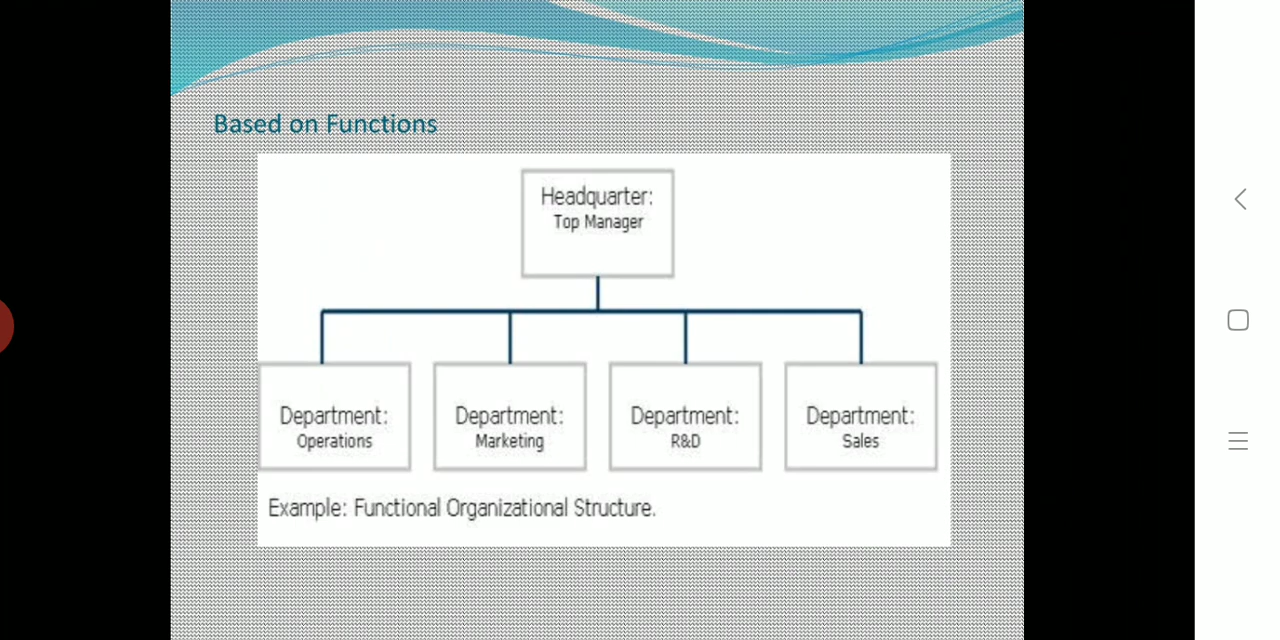 Based on Functions
Headquarter:
Top Manager
Department:
Operations
Department:
Marketing
Department:
R&D
Department:
Sales
Example: Functional Organizational Structure.